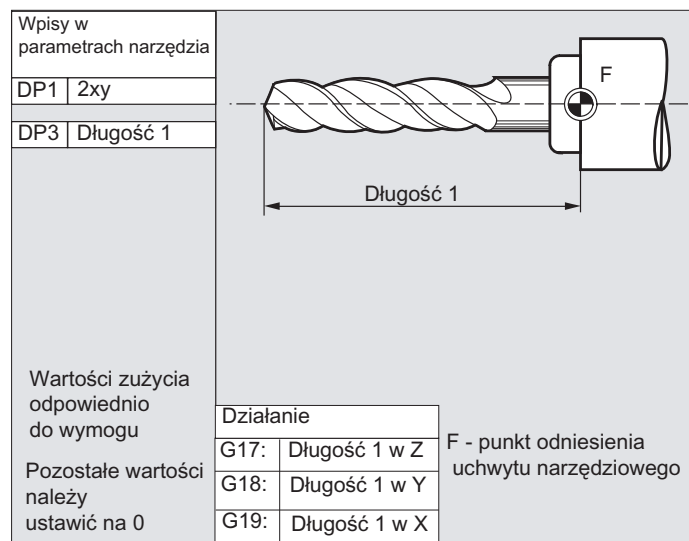 Wpisy w
parametrach narzędzia
DP1 2xy
DP3 Długość 1
F
Długość 1
Wartości zużycia
odpowiednio
do wymogu
Pozostałe wartości
należy
ustawić na 0
Działanie
G17: Długość 1 w Z
G18: Długość 1 w Y
G19: Długość 1 w X
F - punkt odniesienia
uchwytu narzędziowego